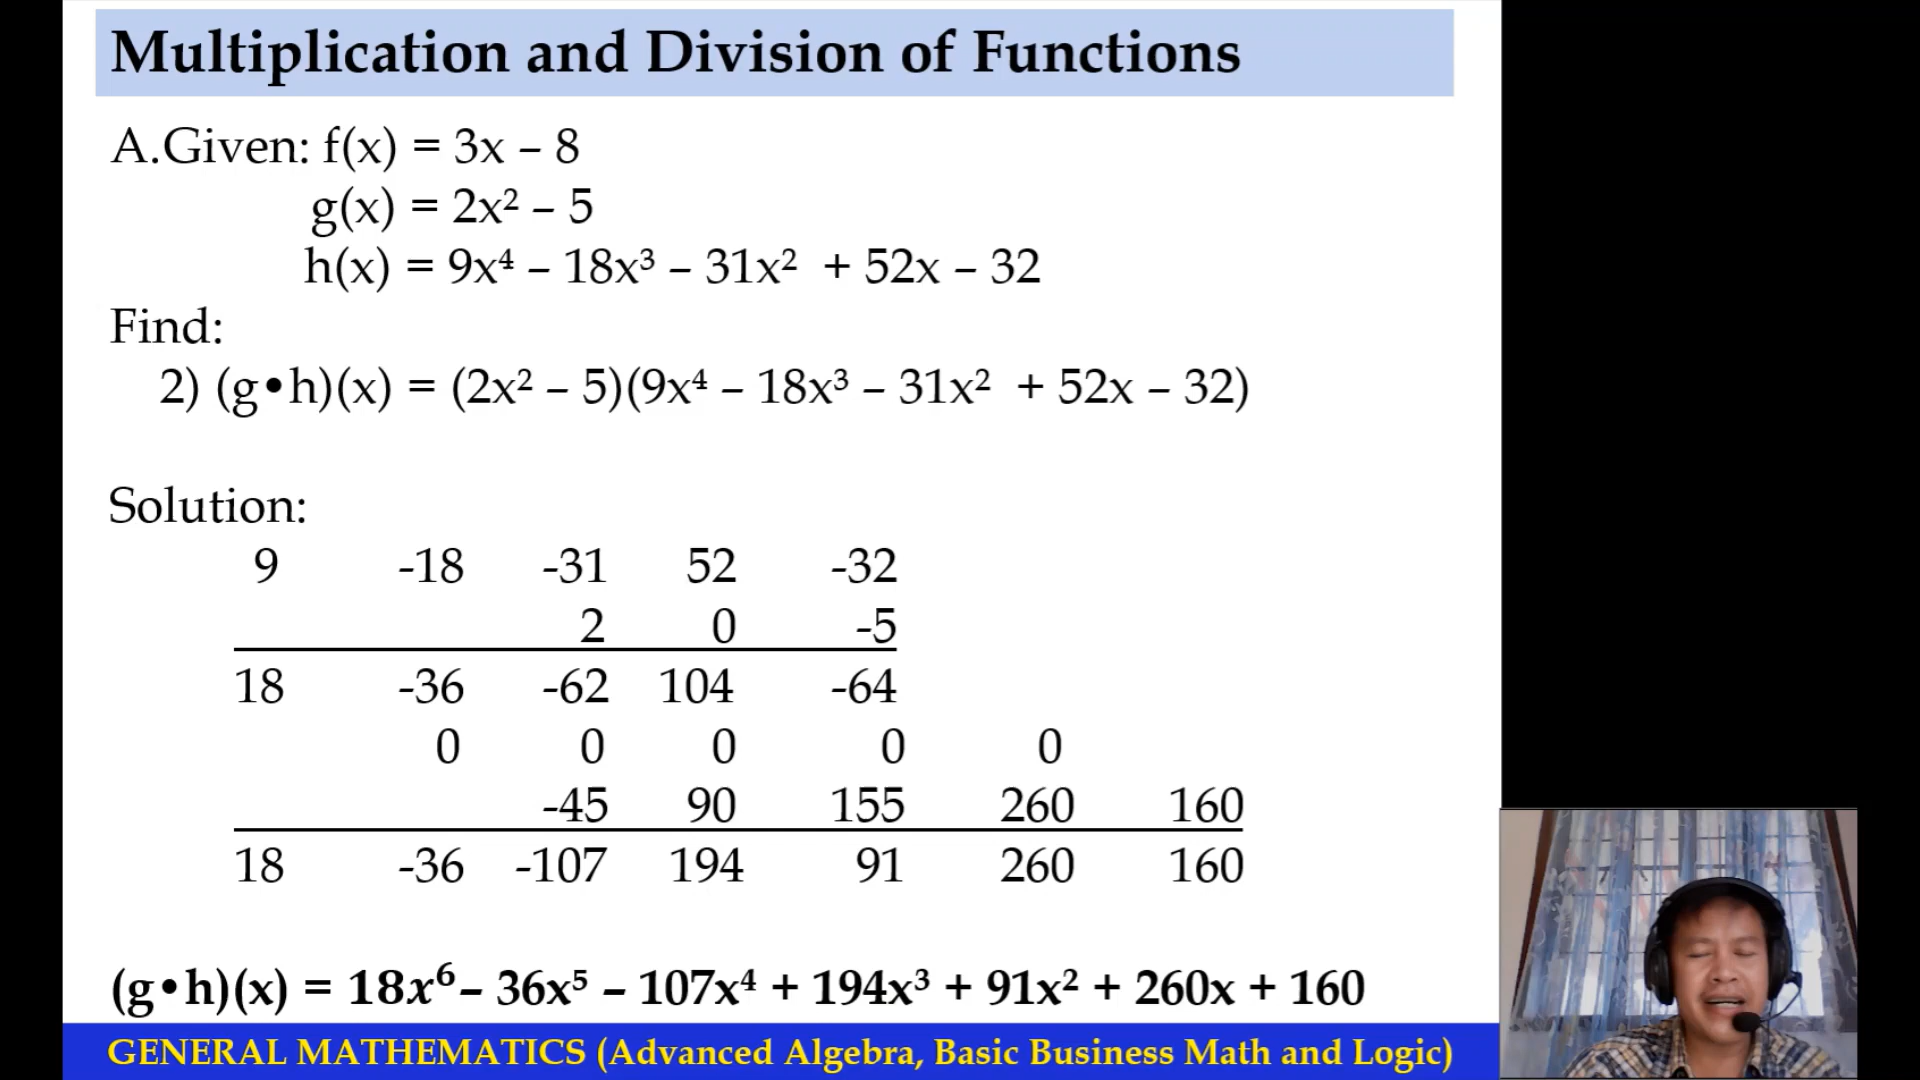 Multiplication and Division of Functions
A.Given: f(x) = 3x – 8
g(x) = 2x² – 5
h(x) = 9x⁴ – 18x³ – 31x² + 52x – 32
Find:
2) (g•h)(x) = (2x² – 5)(9x⁴ – 18x³ – 31x² + 52x – 32)
Solution:
9 -18 -31 52 -32
2 0 -5
18 -36 -62 104 -64
0 0 0 0 0
-45 90 155 260 160
18 -36 -107 194 91 260 160
(g•h)(x) = 18x⁶ – 36x⁵ – 107x⁴ + 194x³ + 91x² + 260x + 160
GENERAL MATHEMATICS (Advanced Algebra, Basic Business Math and Logic)